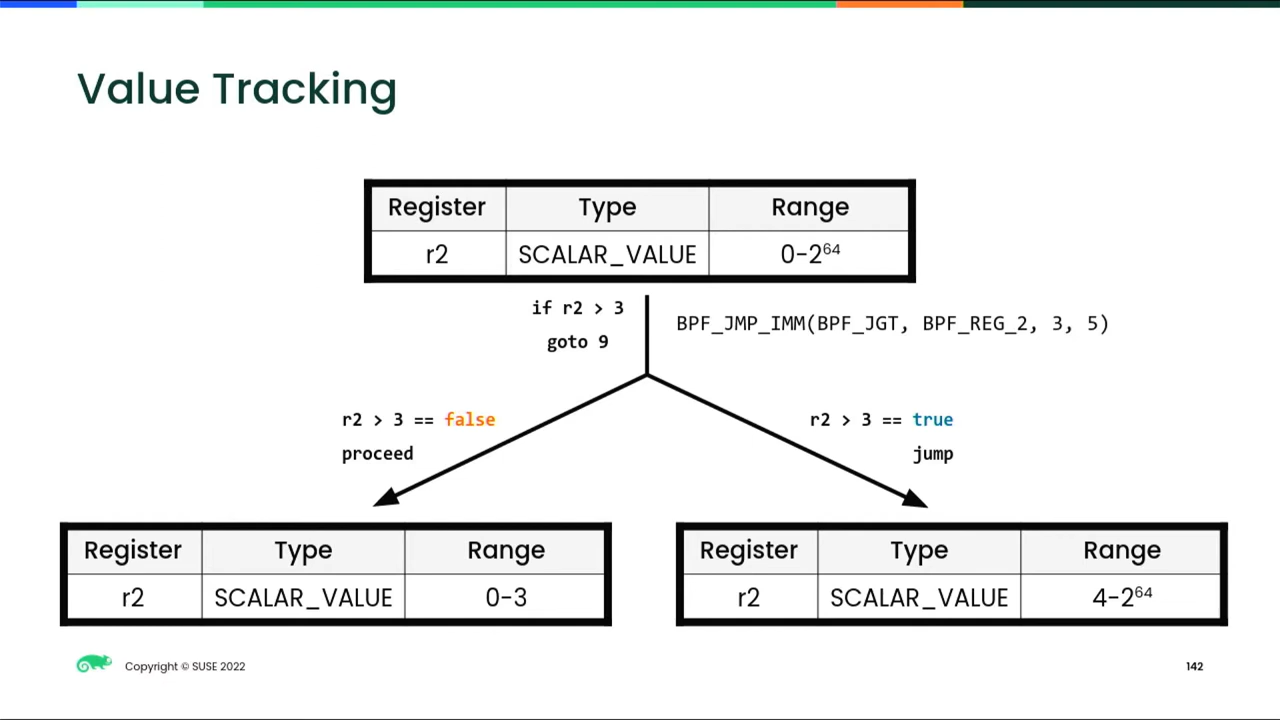 Value Tracking
Register Type Range
r2 SCALAR_VALUE 0-2⁶⁴
if r2 > 3
goto 9
BPF_JMP_IMM(BPF_JGT, BPF_REG_2, 3, 5)
r2 > 3 == false
proceed
r2 > 3 == true
jump
Register Type Range
r2 SCALAR_VALUE 0-3
Register Type Range
r2 SCALAR_VALUE 4-2⁶⁴
Copyright © SUSE 2022
142